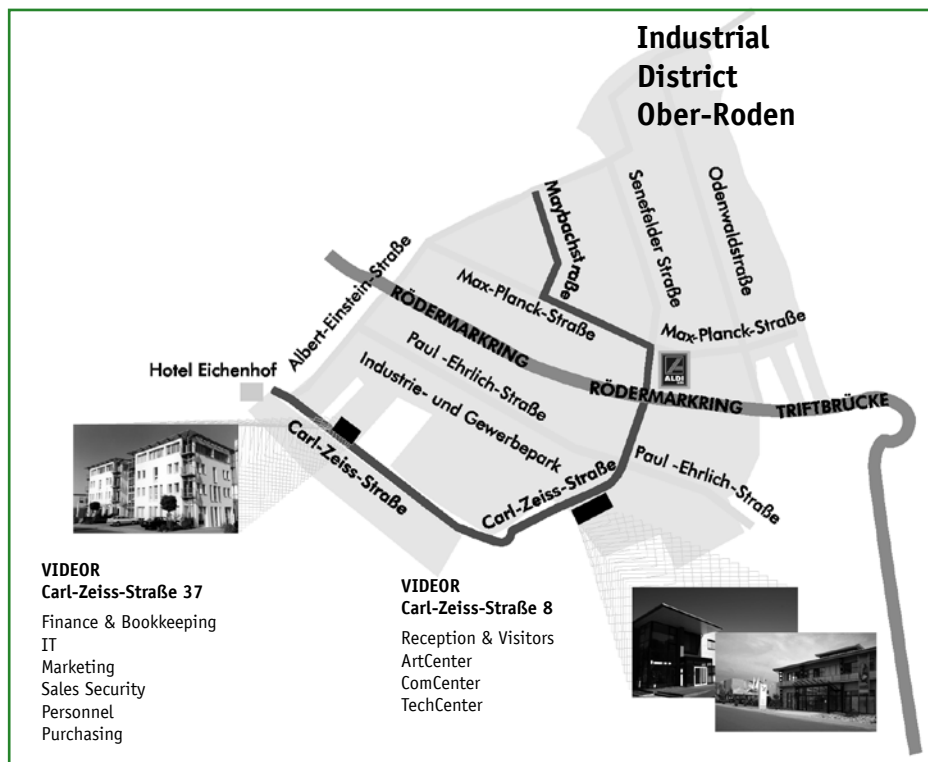 Industrial
District
Ober-Roden
Maybachstraße
Senefelder Straße
Odenwaldstraße
Albert-Einstein-Straße
Max-Planck-Straße
Max-Planck-Straße
RÖDERMARKRING
ALDI
Hotel Eichenhof
Paul -Ehrlich-Straße
RÖDERMARKRING
TRIFTBRÜCKE
Industrie- und Gewerbepark
Carl-Zeiss-Straße
Carl-Zeiss-Straße
Paul -Ehrlich-Straße
VIDEOR
Carl-Zeiss-Straße 37
Finance & Bookkeeping
IT
Marketing
Sales Security
Personnel
Purchasing
VIDEOR
Carl-Zeiss-Straße 8
Reception & Visitors
ArtCenter
ComCenter
TechCenter